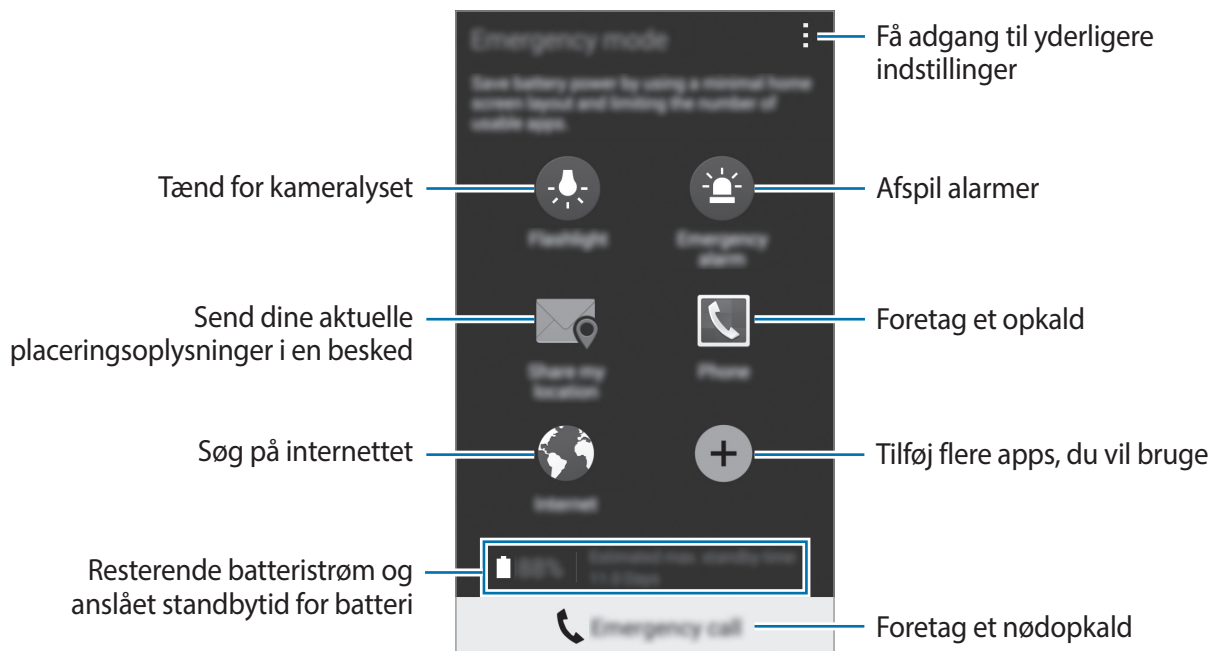 Emergency mode
Save battery power by using a minimal home
screen layout and limiting the number of
usable apps.
Få adgang til yderligere
indstillinger
Tænd for kameralyset
Flashlight
Emergency
alarm
Afspil alarmer
Send dine aktuelle
placeringsoplysninger i en besked
Share my
location
Phone
Foretag et opkald
Søg på internettet
Internet
Tilføj flere apps, du vil bruge
Resterende batteristrøm og
anslået standbytid for batteri
88%
Estimated max. standby time
Emergency call
Foretag et nødopkald